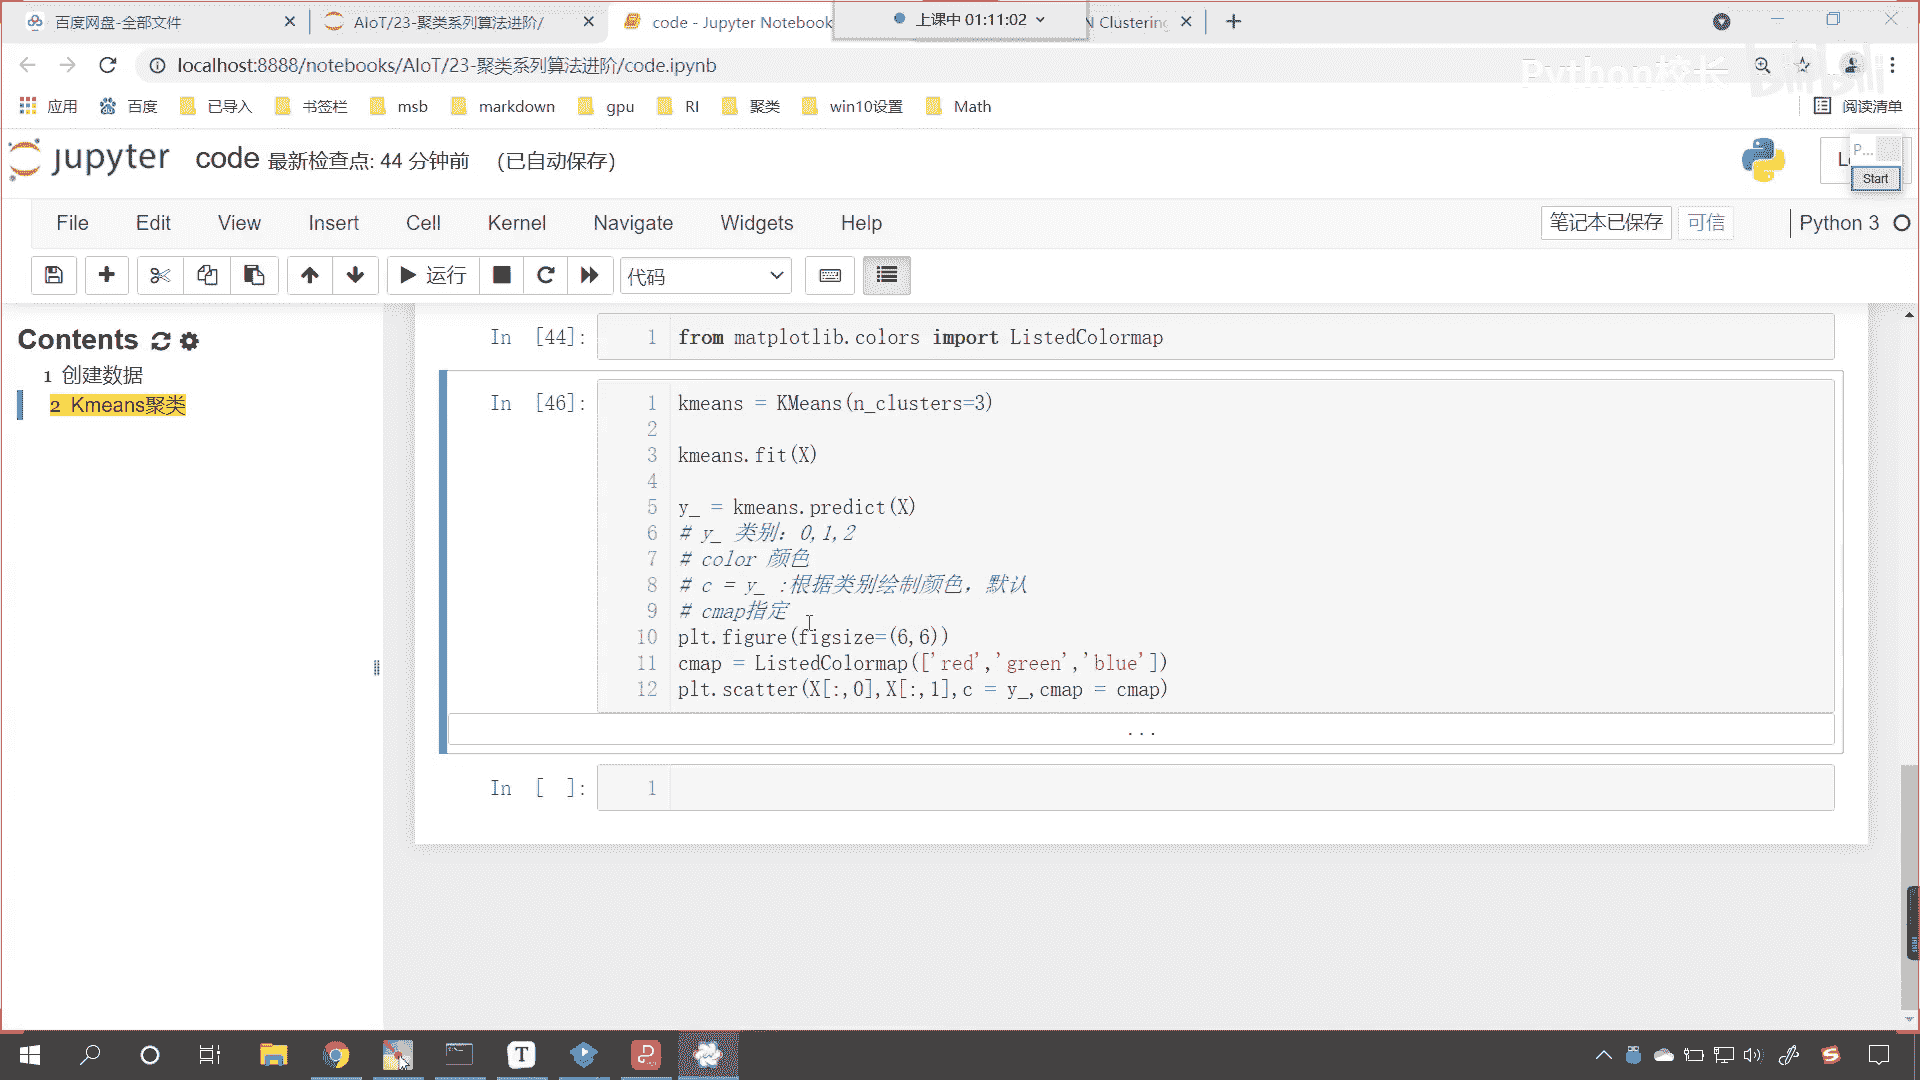 百度网盘-全部文件
AIoT/23-聚类系列算法进阶/
code - Jupyter Notebook
上课中 01:11:02
N Clustering
localhost:8888/notebooks/AIoT/23-聚类系列算法进阶/code.ipynb
Python校长
bilibili
应用
百度
已导入
书签栏
msb
markdown
gpu
RI
聚类
win10设置
Math
阅读清单
jupyter code 最新检查点: 44 分钟前 (已自动保存)
P...
Start
File Edit View Insert Cell Kernel Navigate Widgets Help
笔记本已保存 可信 Python 3
运行
代码
Contents
1 创建数据
2 Kmeans聚类
In [44]:
1 from matplotlib.colors import ListedColormap
In [46]:
1 kmeans = KMeans(n_clusters=3)
2
3 kmeans.fit(X)
4
5 y_ = kmeans.predict(X)
6 # y_ 类别: 0,1,2
7 # color 颜色
8 # c = y_ :根据类别绘制颜色，默认
9 # cmap指定
10 plt.figure(figsize=(6,6))
11 cmap = ListedColormap(['red','green','blue'])
12 plt.scatter(X[:,0],X[:,1],c = y_,cmap = cmap)
...
In [ ]:
1